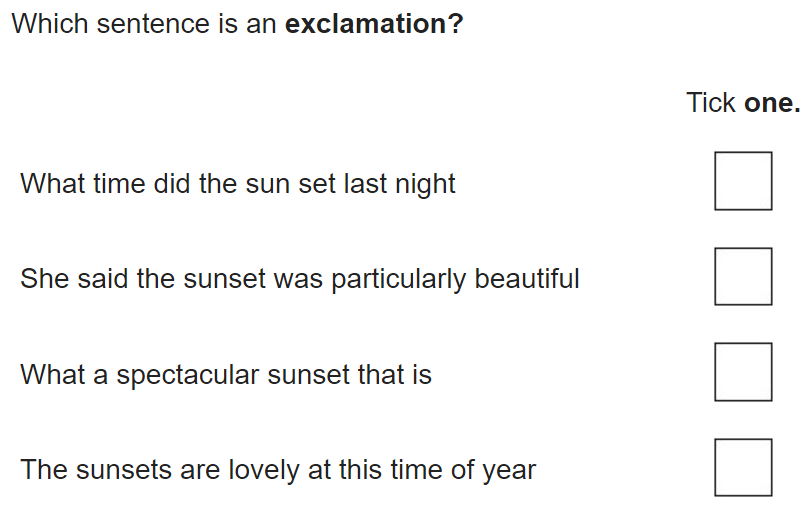 Which sentence is an exclamation?
Tick one.
What time did the sun set last night
She said the sunset was particularly beautiful
What a spectacular sunset that is
The sunsets are lovely at this time of year